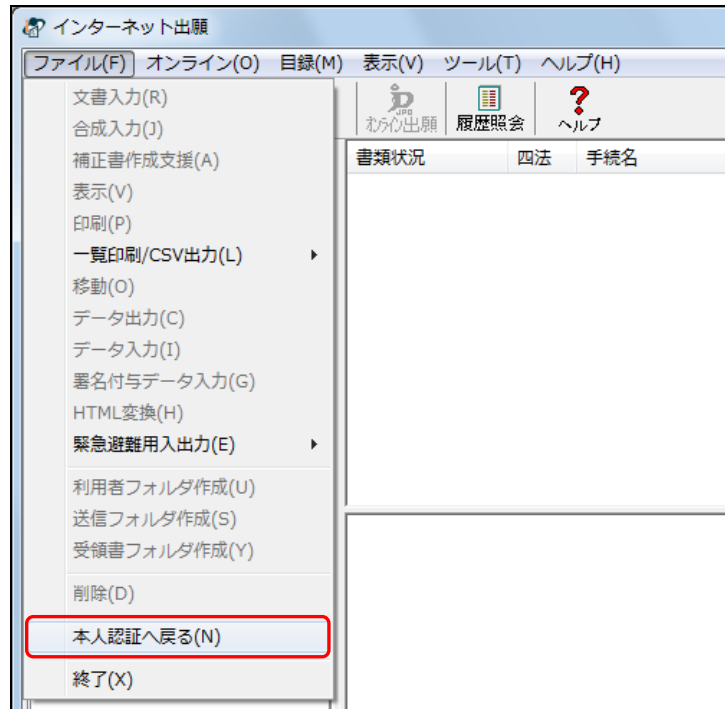 インターネット出願
ファイル(F) オンライン(O) 目録(M) 表示(V) ツール(T) ヘルプ(H)
文書入力(R)
合成入力(J)
補正書作成支援(A)
表示(V)
印刷(P)
一覧印刷/CSV出力(L)
移動(O)
データ出力(C)
データ入力(I)
署名付与データ入力(G)
HTML変換(H)
緊急避難用入出力(E)
利用者フォルダ作成(U)
送信フォルダ作成(S)
受領書フォルダ作成(Y)
削除(D)
本人認証へ戻る(N)
終了(X)
JPO
オンライン出願 履歴照会 ヘルプ
書類状況 四法 手続名